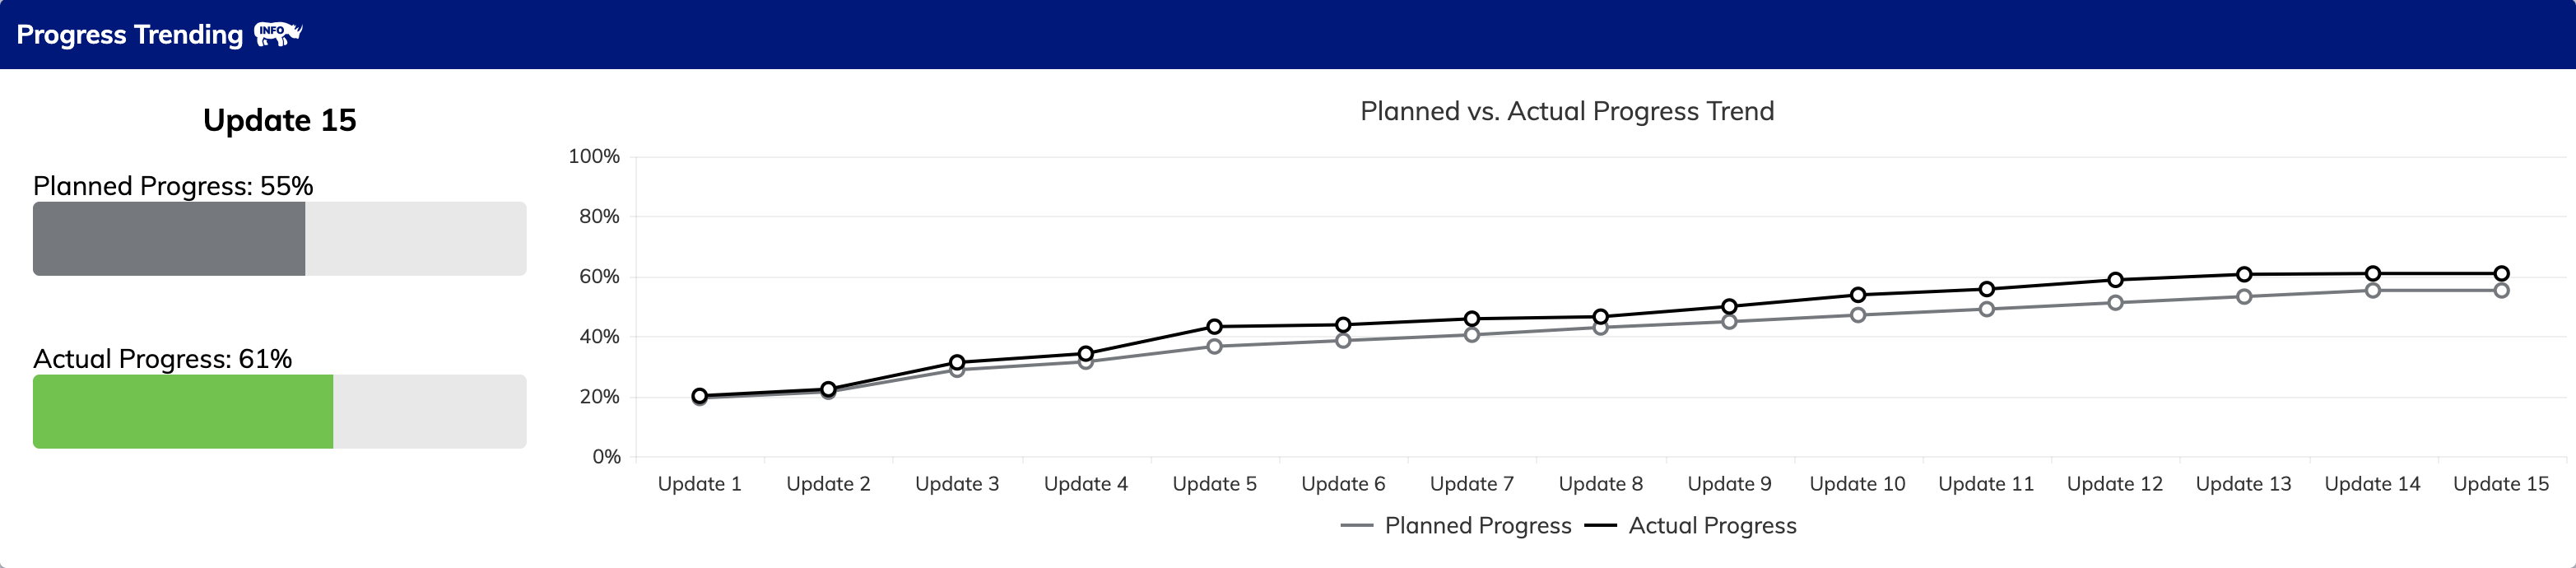 Progress Trending INFO
Update 15
Planned Progress: 55%
Actual Progress: 61%
Planned vs. Actual Progress Trend
100%
80%
60%
40%
20%
0%
Update 1 Update 2 Update 3 Update 4 Update 5 Update 6 Update 7 Update 8 Update 9 Update 10 Update 11 Update 12 Update 13 Update 14 Update 15
Planned Progress Actual Progress